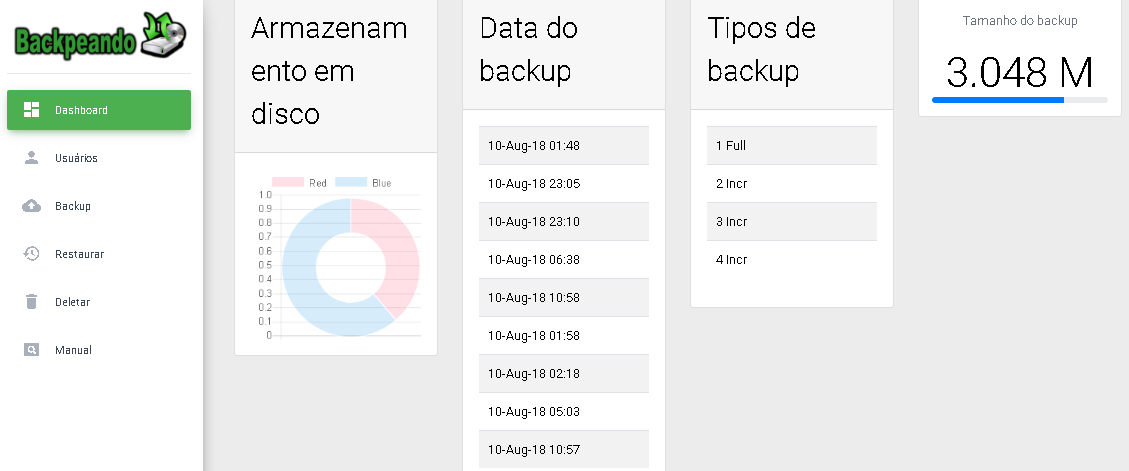 Backpeando
Dashboard
Usuários
Backup
Restaurar
Deletar
Manual
Armazenam
ento em
disco
Red
Blue
1.0
0.9
0.8
0.7
0.6
0.5
0.4
0.3
0.2
0.1
0
Data do
backup
10-Aug-18 01:48
10-Aug-18 23:05
10-Aug-18 23:10
10-Aug-18 06:38
10-Aug-18 10:58
10-Aug-18 01:58
10-Aug-18 02:18
10-Aug-18 05:03
10-Aug-18 10:57
Tipos de
backup
1 Full
2 Incr
3 Incr
4 Incr
Tamanho do backup
3.048 M